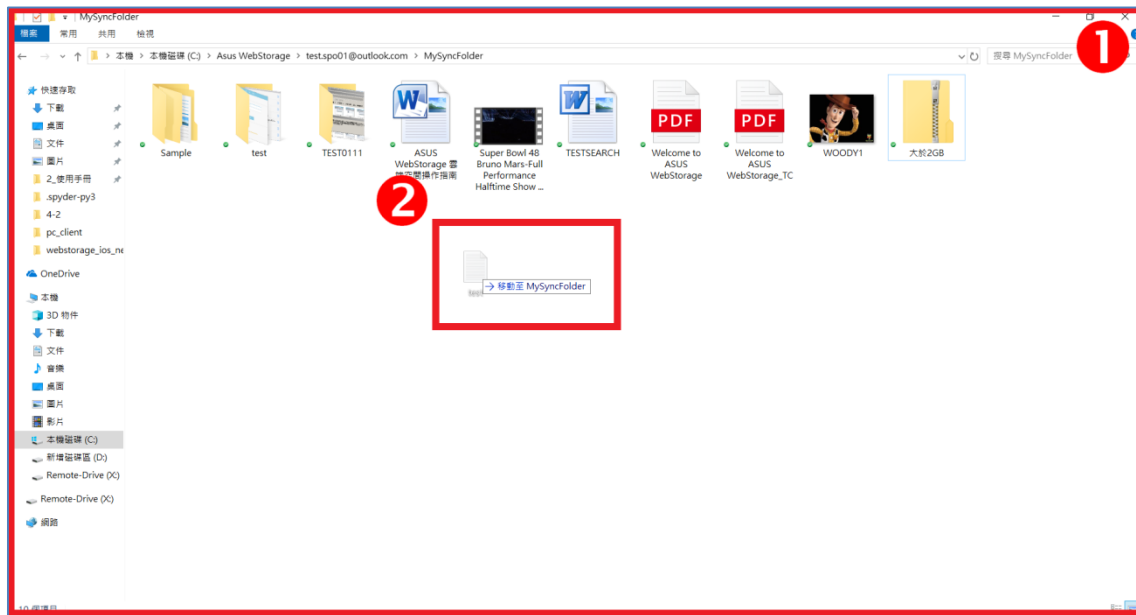 MySyncFolder
檔案 常用 共用 檢視
本機 > 本機磁碟 (C:) > Asus WebStorage > test.spo01@outlook.com > MySyncFolder
搜尋 MySyncFolder
1
快速存取
下載
桌面
文件
圖片
2_使用手冊
.spyder-py3
4-2
pc_client
webstorage_ios_ne
OneDrive
本機
3D 物件
下載
文件
音樂
桌面
圖片
影片
本機磁碟 (C:)
新增磁碟區 (D:)
Remote-Drive (X:)
Remote-Drive (X:)
網路
PDF
PDF
Sample
test
TEST0111
ASUS
WebStorage 雲
端空間操作指南
Super Bowl 48
Bruno Mars-Full
Performance
Halftime Show ...
TESTSEARCH
Welcome to
ASUS
WebStorage
Welcome to
ASUS
WebStorage_TC
WOODY1
大於2GB
2
test
→ 移動至 MySyncFolder
10 個項目